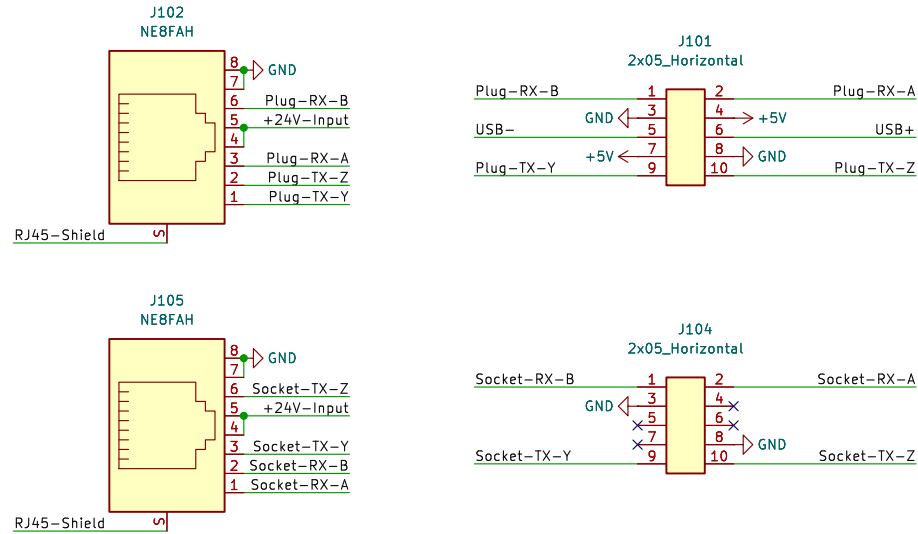 J102
NE8FAH
8
GND
7
6 Plug-RX-B
5 +24V-Input
4
3 Plug-RX-A
2 Plug-TX-Z
1 Plug-TX-Y
S
RJ45-Shield
J101
2x05_Horizontal
Plug-RX-B 1 2 Plug-RX-A
GND 3 4 +5V
USB- 5 6 USB+
+5V 7 8 GND
Plug-TX-Y 9 10 Plug-TX-Z
J105
NE8FAH
8
GND
7
6 Socket-TX-Z
5 +24V-Input
4
3 Socket-TX-Y
2 Socket-RX-B
1 Socket-RX-A
S
RJ45-Shield
J104
2x05_Horizontal
Socket-RX-B 1 2 Socket-RX-A
GND 3 4
5 6
7 8 GND
Socket-TX-Y 9 10 Socket-TX-Z